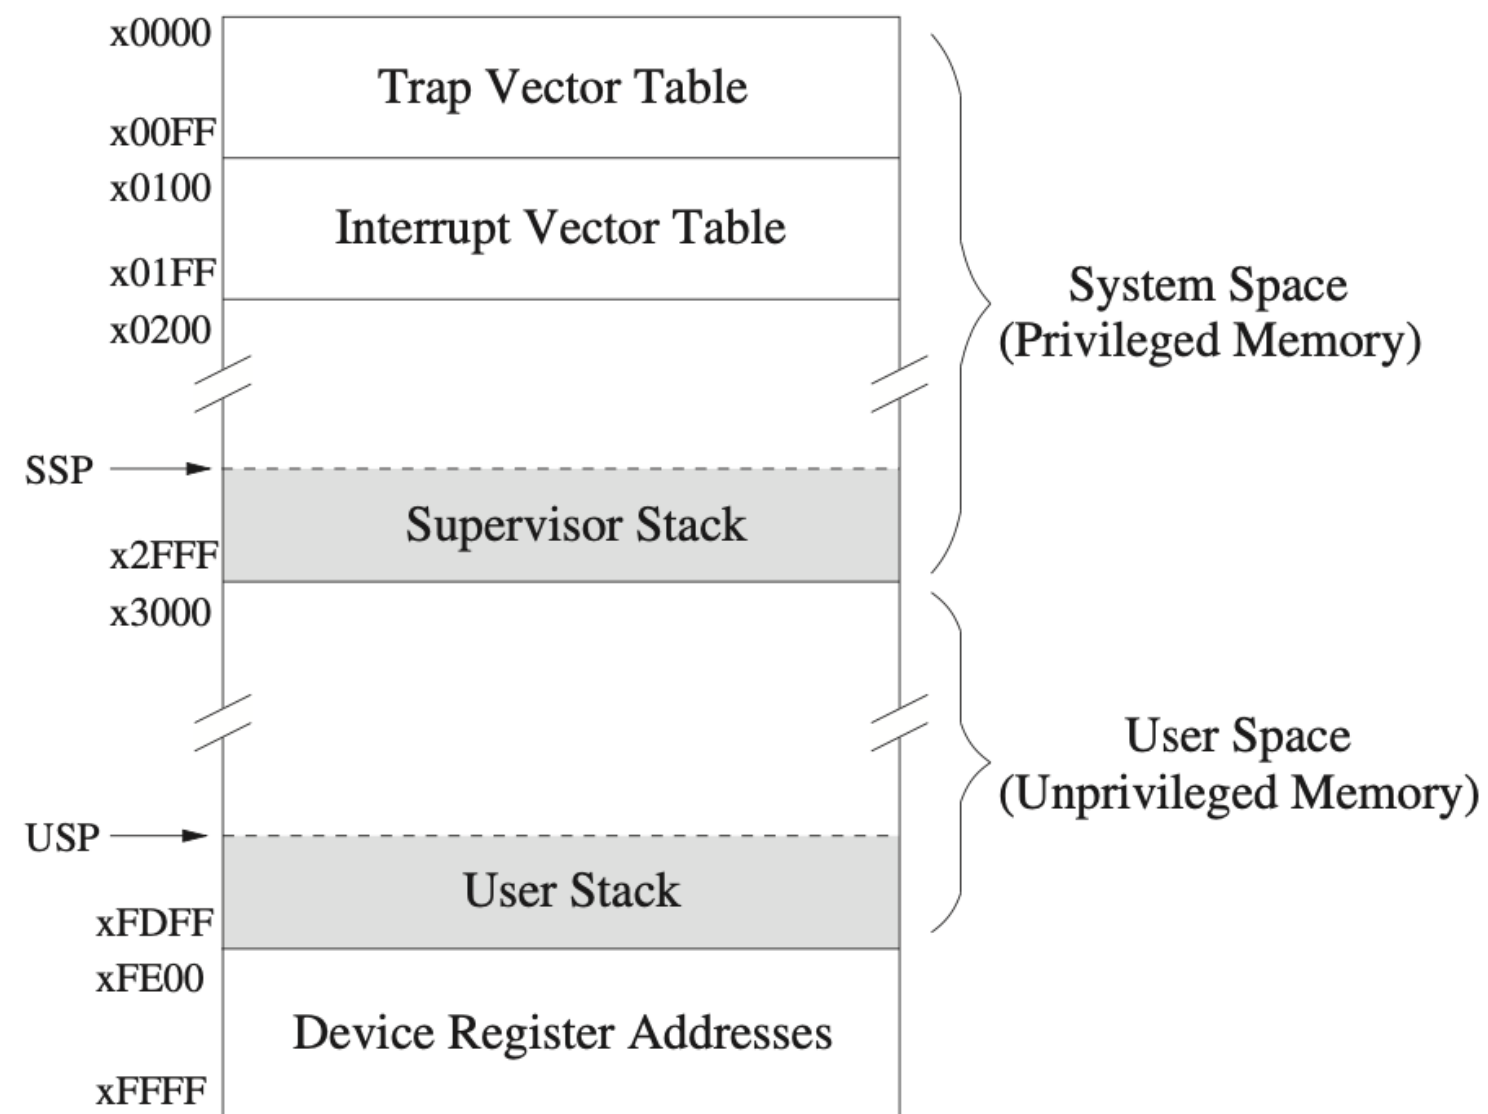 x0000
Trap Vector Table
x00FF
x0100
Interrupt Vector Table
x01FF
x0200
System Space
(Privileged Memory)
SSP
Supervisor Stack
x2FFF
x3000
User Space
(Unprivileged Memory)
USP
User Stack
xFDFF
xFE00
Device Register Addresses
xFFFF